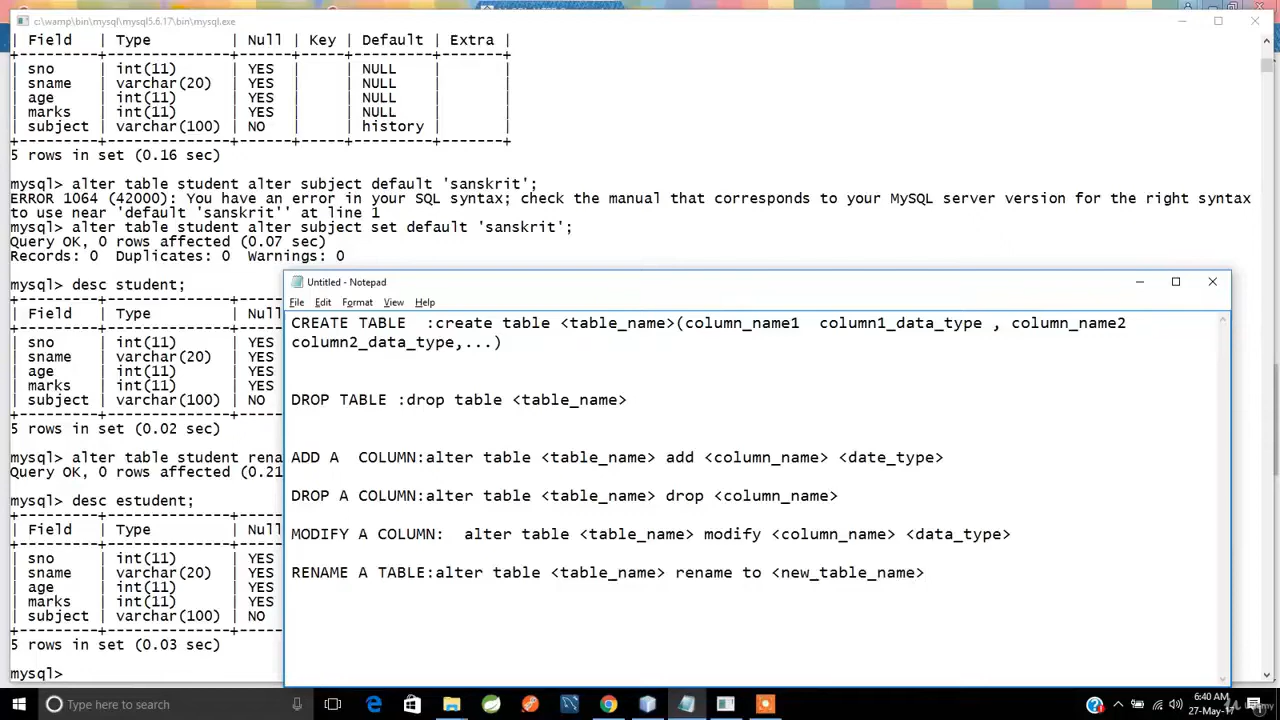 c:\wamp\bin\mysql\mysql5.6.17\bin\mysql.exe
| Field | Type | Null | Key | Default | Extra |
+---------+--------------+------+-----+---------+-------+
| sno | int(11) | YES | | NULL | |
| sname | varchar(20) | YES | | NULL | |
| age | int(11) | YES | | NULL | |
| marks | int(11) | YES | | NULL | |
| subject | varchar(100) | NO | | history | |
+---------+--------------+------+-----+---------+-------+
5 rows in set (0.16 sec)
mysql> alter table student alter subject default 'sanskrit';
ERROR 1064 (42000): You have an error in your SQL syntax; check the manual that corresponds to your MySQL server version for the right syntax
to use near 'default 'sanskrit'' at line 1
mysql> alter table student alter subject set default 'sanskrit';
Query OK, 0 rows affected (0.07 sec)
Records: 0  Duplicates: 0  Warnings: 0
mysql> desc student;
+---------+--------------+------
| Field | Type | Null
+---------+--------------+------
| sno | int(11) | YES
| sname | varchar(20) | YES
| age | int(11) | YES
| marks | int(11) | YES
| subject | varchar(100) | NO
+---------+--------------+------
5 rows in set (0.02 sec)
mysql> alter table student rena
Query OK, 0 rows affected (0.21
mysql> desc estudent;
+---------+--------------+------
| Field | Type | Null
+---------+--------------+------
| sno | int(11) | YES
| sname | varchar(20) | YES
| age | int(11) | YES
| marks | int(11) | YES
| subject | varchar(100) | NO
+---------+--------------+------
5 rows in set (0.03 sec)
mysql>
Untitled - Notepad
File Edit Format View Help
CREATE TABLE  :create table <table_name>(column_name1  column1_data_type , column_name2
column2_data_type,...)
DROP TABLE :drop table <table_name>
ADD A  COLUMN:alter table <table_name> add <column_name> <date_type>
DROP A COLUMN:alter table <table_name> drop <column_name>
MODIFY A COLUMN:  alter table <table_name> modify <column_name> <data_type>
RENAME A TABLE:alter table <table_name> rename to <new_table_name>
Type here to search
6:40 AM
27-May-17